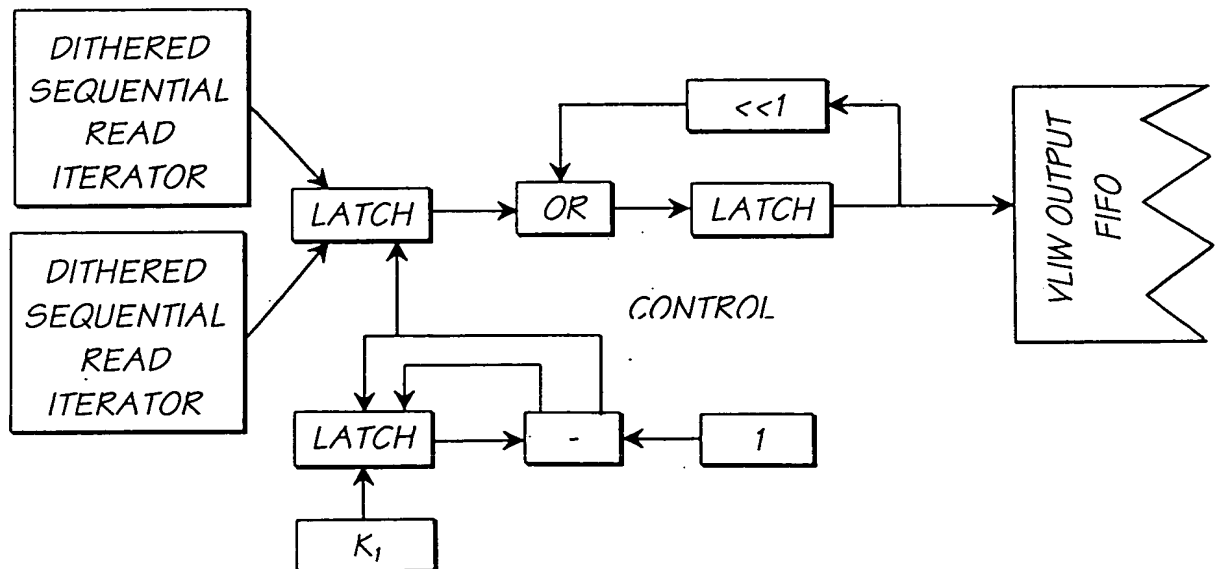 DITHERED
SEQUENTIAL
READ
ITERATOR
<<1
LATCH
OR
LATCH
VLIW OUTPUT
FIFO
DITHERED
SEQUENTIAL
READ
ITERATOR
CONTROL
LATCH
-
1
K₁